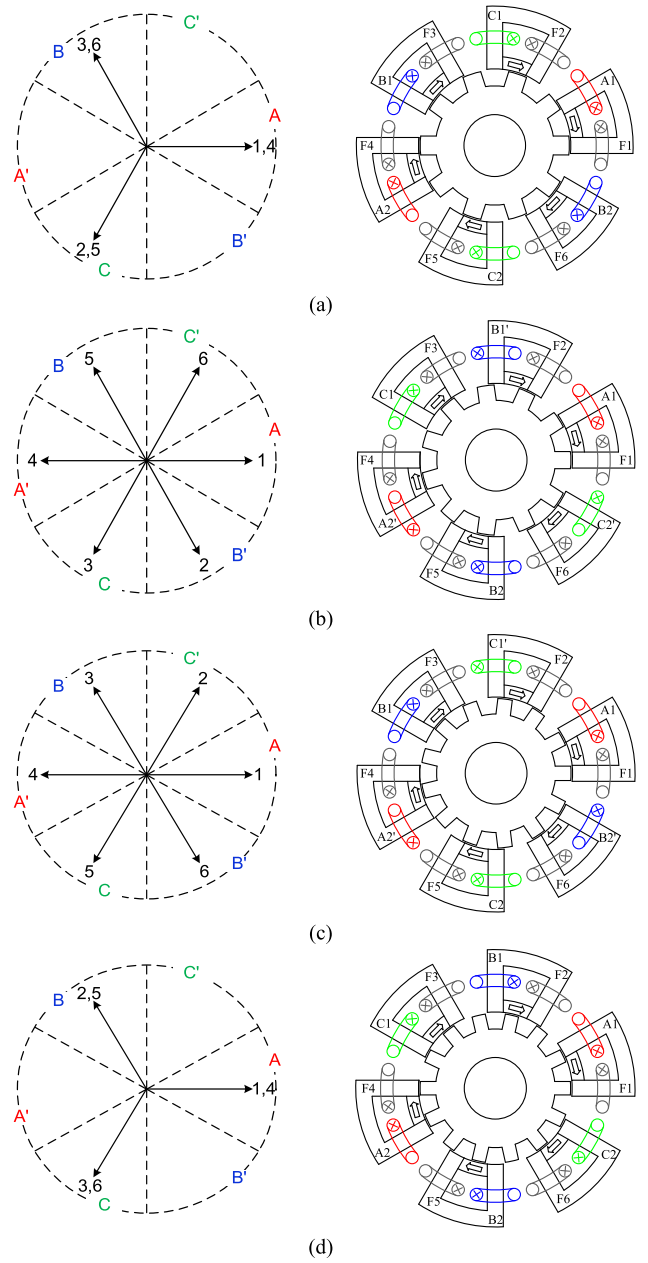 C'
B 3,6
A
1,4
A'
B'
2,5
C
C1
F3 F2
B1 A1
F4 F1
A2 B2
F5 F6
C2
(a)
C'
B 5 6
A
4 1
A'
B'
3 2
C
B1'
F3 F2
C1 A1
F4 F1
A2' C2'
F5 F6
B2
(b)
C'
B 3 2
A
4 1
A'
B'
5 6
C
C1'
F3 F2
B1 A1
F4 F1
A2' B2'
F5 F6
C2
(c)
C'
B 2,5
A
1,4
A'
B'
3,6
C
B1
F3 F2
C1 A1
F4 F1
A2 C2
F5 F6
B2
(d)